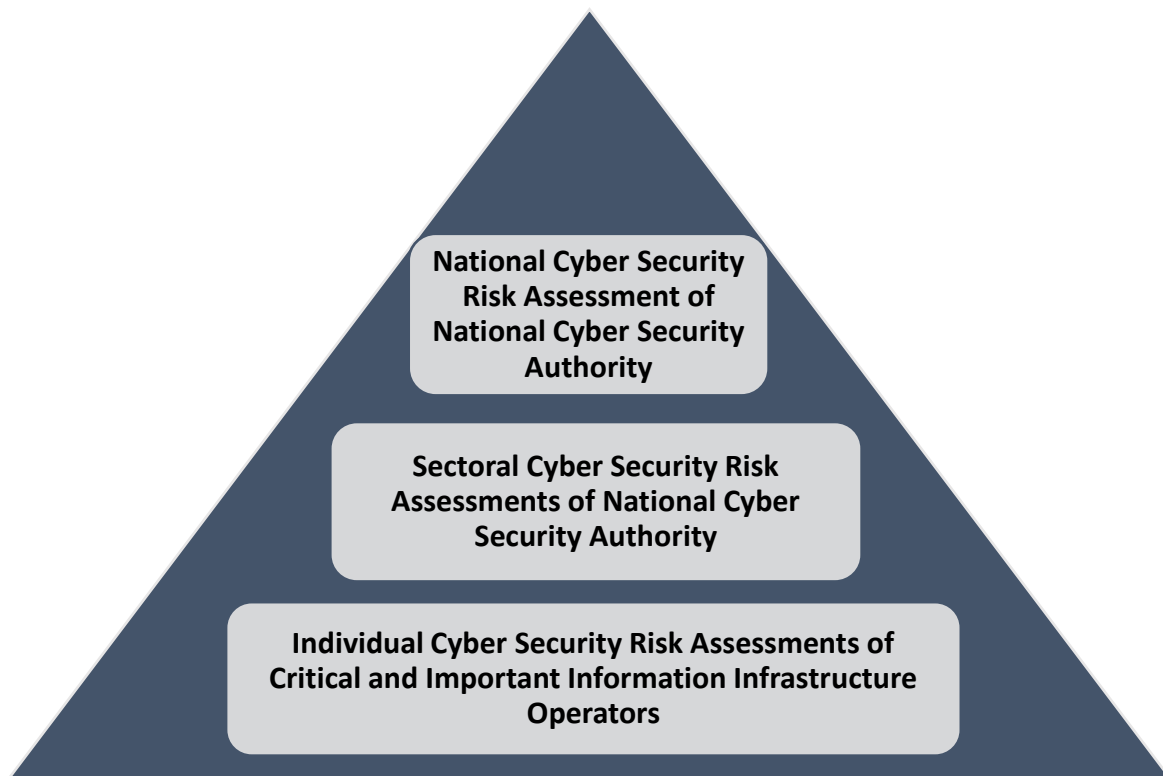 National Cyber Security
Risk Assessment of
National Cyber Security
Authority
Sectoral Cyber Security Risk
Assessments of National Cyber
Security Authority
Individual Cyber Security Risk Assessments of
Critical and Important Information Infrastructure
Operators